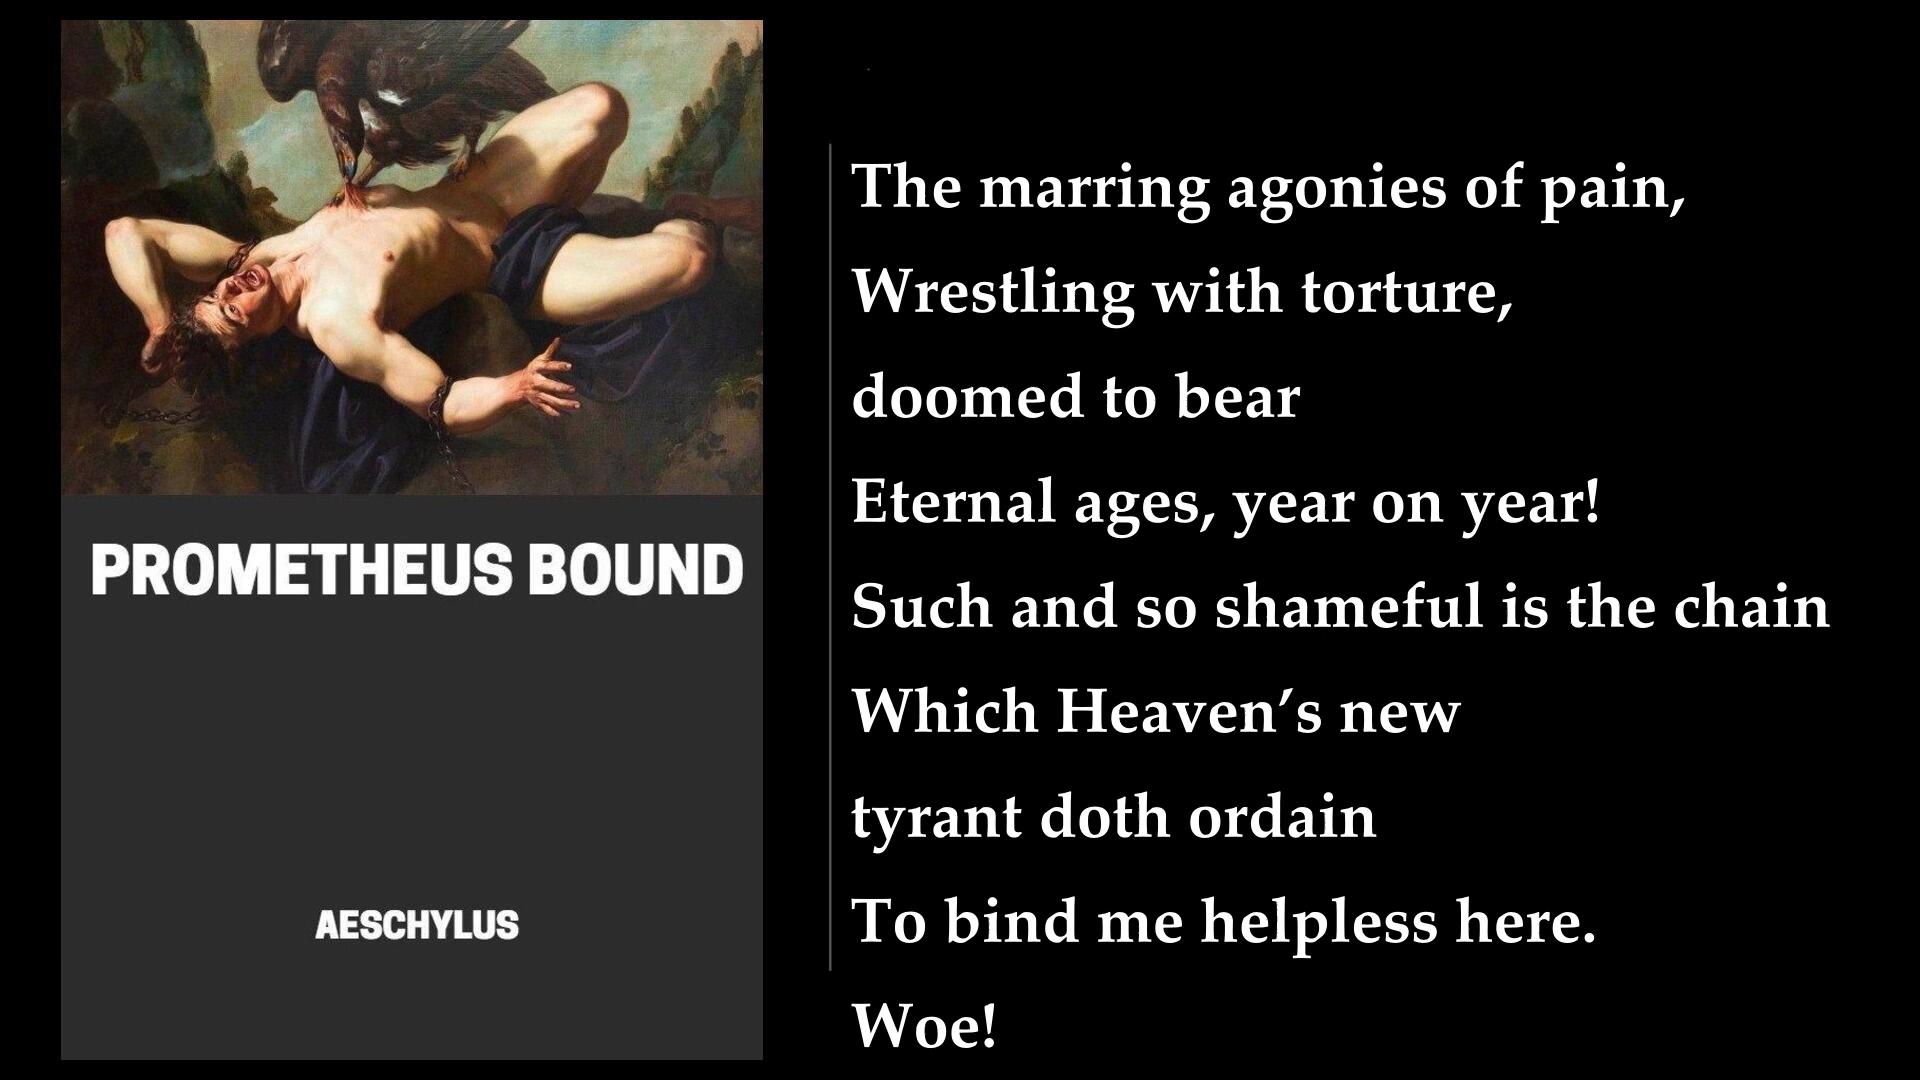 PROMETHEUS BOUND
AESCHYLUS
The marring agonies of pain,
Wrestling with torture,
doomed to bear
Eternal ages, year on year!
Such and so shameful is the chain
Which Heaven’s new
tyrant doth ordain
To bind me helpless here.
Woe!